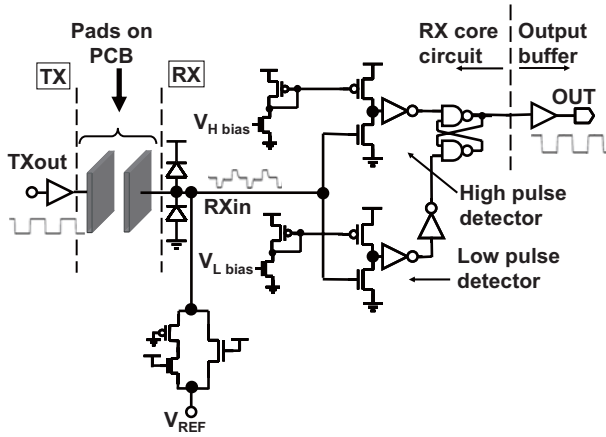 Pads on
PCB
TX
RX
RX core
circuit
Output
buffer
TXout
V_H bias
OUT
RXin
High pulse
detector
V_L bias
Low pulse
detector
V_REF